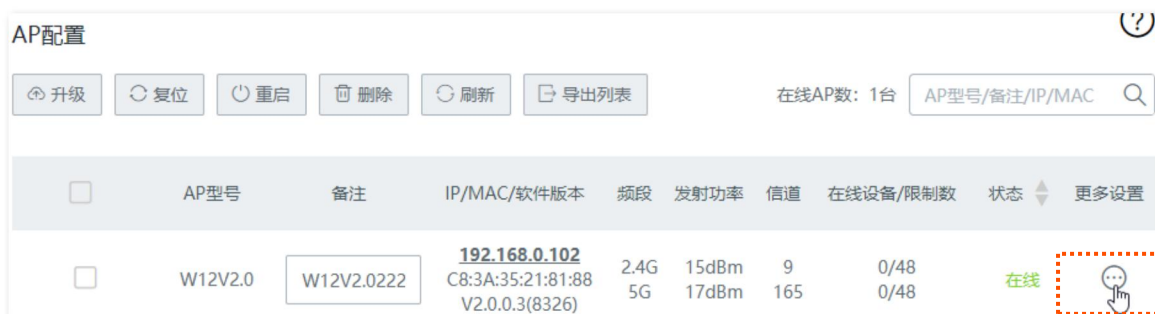 AP配置
?
升级 复位 重启 删除 刷新 导出列表 在线AP数：1台 AP型号/备注/IP/MAC
AP型号 备注 IP/MAC/软件版本 频段 发射功率 信道 在线设备/限制数 状态 更多设置
192.168.0.102
W12V2.0 W12V2.0222 C8:3A:35:21:81:88 2.4G 15dBm 9 0/48 在线
5G 17dBm 165 0/48
V2.0.0.3(8326)